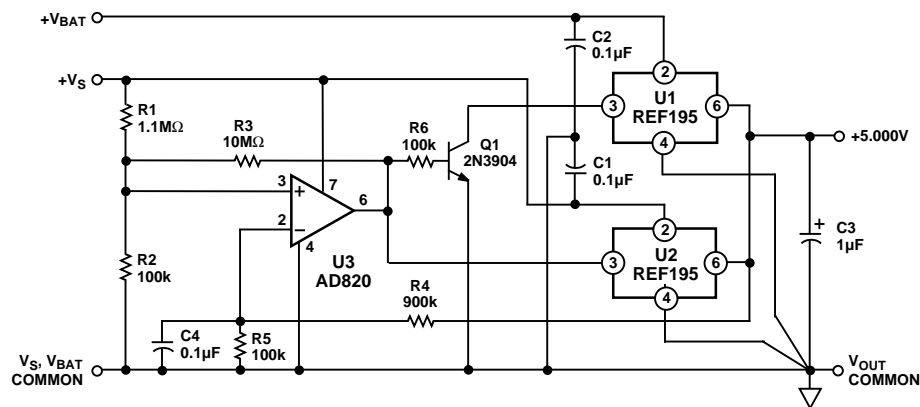 +VBAT
C2
0.1µF
+VS
2
U1
REF195
3
6
4
R1
1.1MΩ
R3
10MΩ
R6
100k
Q1
2N3904
+5.000V
C1
0.1µF
3
+
7
6
2
–
4
U3
AD820
2
U2
REF195
3
6
4
+
C3
1µF
R2
100k
R4
900k
C4
0.1µF
R5
100k
VS, VBAT
COMMON
VOUT
COMMON